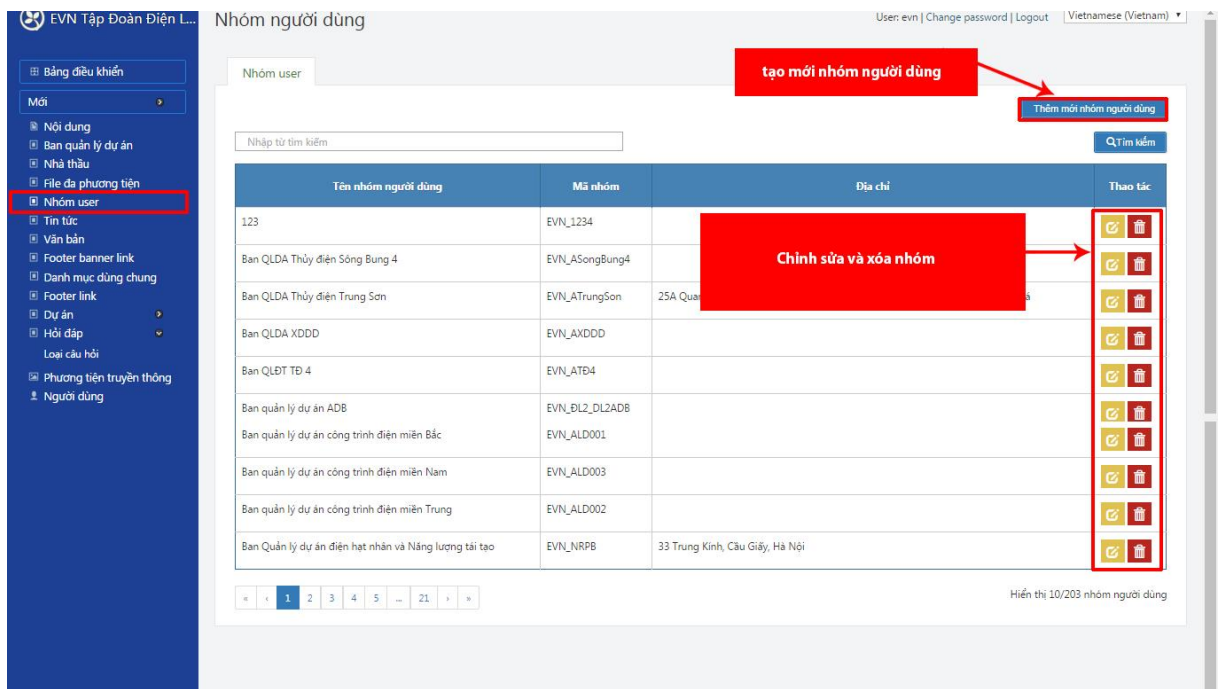 EVN Tập Đoàn Điện L...
Nhóm người dùng
User: evn | Change password | Logout
Vietnamese (Vietnam)
Bảng điều khiển
Mới
Nội dung
Ban quản lý dự án
Nhà thầu
File đa phương tiện
Nhóm user
Tin tức
Văn bản
Footer banner link
Danh mục dùng chung
Footer link
Dự án
Hỏi đáp
Loại câu hỏi
Phương tiện truyền thông
Người dùng
Nhóm user
tạo mới nhóm người dùng
Thêm mới nhóm người dùng
Nhập từ tìm kiếm
Tìm kiếm
Tên nhóm người dùng Mã nhóm Địa chỉ Thao tác
123 EVN_1234
Chỉnh sửa và xóa nhóm
Ban QLDA Thủy điện Sông Bung 4 EVN_ASongBung4
Ban QLDA Thủy điện Trung Sơn EVN_ATrungSon 25A
Ban QLDA XDDD EVN_AXDDD
Ban QLĐT TĐ 4 EVN_ATĐ4
Ban quản lý dự án ADB EVN_ĐL2_DL2ADB
Ban quản lý dự án công trình điện miền Bắc EVN_ALD001
Ban quản lý dự án công trình điện miền Nam EVN_ALD003
Ban quản lý dự án công trình điện miền Trung EVN_ALD002
Ban Quản lý dự án điện hạt nhân và Năng lượng tái tạo EVN_NRPB 33 Trung Kính, Cầu Giấy, Hà Nội
« ‹ 1 2 3 4 5 ... 21 › »
Hiển thị 10/203 nhóm người dùng